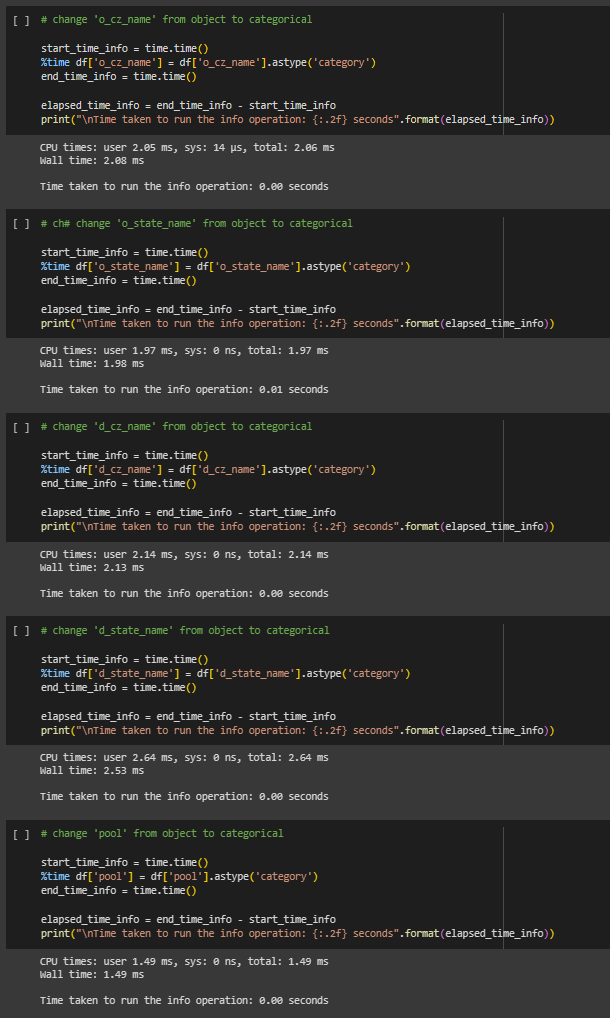 [ ] # change 'o_cz_name' from object to categorical
start_time_info = time.time()
%time df['o_cz_name'] = df['o_cz_name'].astype('category')
end_time_info = time.time()
elapsed_time_info = end_time_info - start_time_info
print("\nTime taken to run the info operation: {:.2f} seconds".format(elapsed_time_info))
CPU times: user 2.05 ms, sys: 14 µs, total: 2.06 ms
Wall time: 2.08 ms
Time taken to run the info operation: 0.00 seconds
[ ] # ch# change 'o_state_name' from object to categorical
start_time_info = time.time()
%time df['o_state_name'] = df['o_state_name'].astype('category')
end_time_info = time.time()
elapsed_time_info = end_time_info - start_time_info
print("\nTime taken to run the info operation: {:.2f} seconds".format(elapsed_time_info))
CPU times: user 1.97 ms, sys: 0 ns, total: 1.97 ms
Wall time: 1.98 ms
Time taken to run the info operation: 0.01 seconds
[ ] # change 'd_cz_name' from object to categorical
start_time_info = time.time()
%time df['d_cz_name'] = df['d_cz_name'].astype('category')
end_time_info = time.time()
elapsed_time_info = end_time_info - start_time_info
print("\nTime taken to run the info operation: {:.2f} seconds".format(elapsed_time_info))
CPU times: user 2.14 ms, sys: 0 ns, total: 2.14 ms
Wall time: 2.13 ms
Time taken to run the info operation: 0.00 seconds
[ ] # change 'd_state_name' from object to categorical
start_time_info = time.time()
%time df['d_state_name'] = df['d_state_name'].astype('category')
end_time_info = time.time()
elapsed_time_info = end_time_info - start_time_info
print("\nTime taken to run the info operation: {:.2f} seconds".format(elapsed_time_info))
CPU times: user 2.64 ms, sys: 0 ns, total: 2.64 ms
Wall time: 2.53 ms
Time taken to run the info operation: 0.00 seconds
[ ] # change 'pool' from object to categorical
start_time_info = time.time()
%time df['pool'] = df['pool'].astype('category')
end_time_info = time.time()
elapsed_time_info = end_time_info - start_time_info
print("\nTime taken to run the info operation: {:.2f} seconds".format(elapsed_time_info))
CPU times: user 1.49 ms, sys: 0 ns, total: 1.49 ms
Wall time: 1.49 ms
Time taken to run the info operation: 0.00 seconds